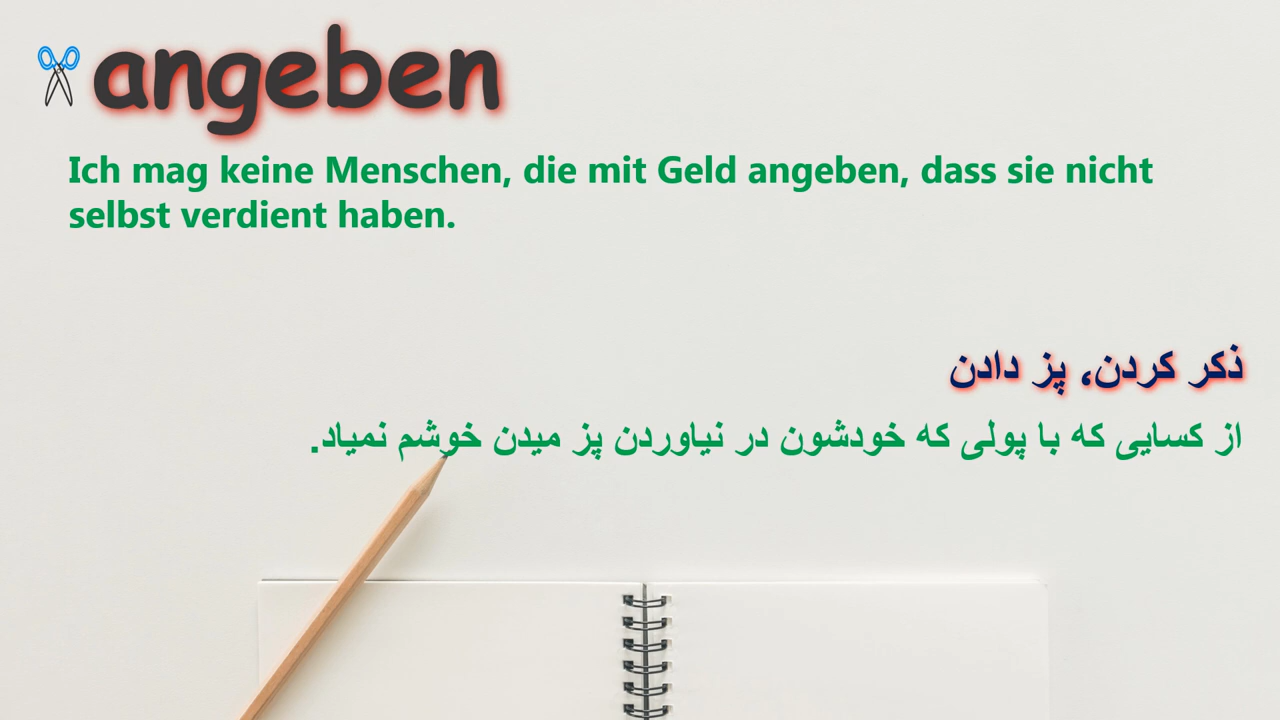 angeben
Ich mag keine Menschen, die mit Geld angeben, dass sie nicht
selbst verdient haben.
ذکر کردن، پز دادن
از کسایی که با پولی که خودشون در نیاوردن پز میدن خوشم نمیاد.